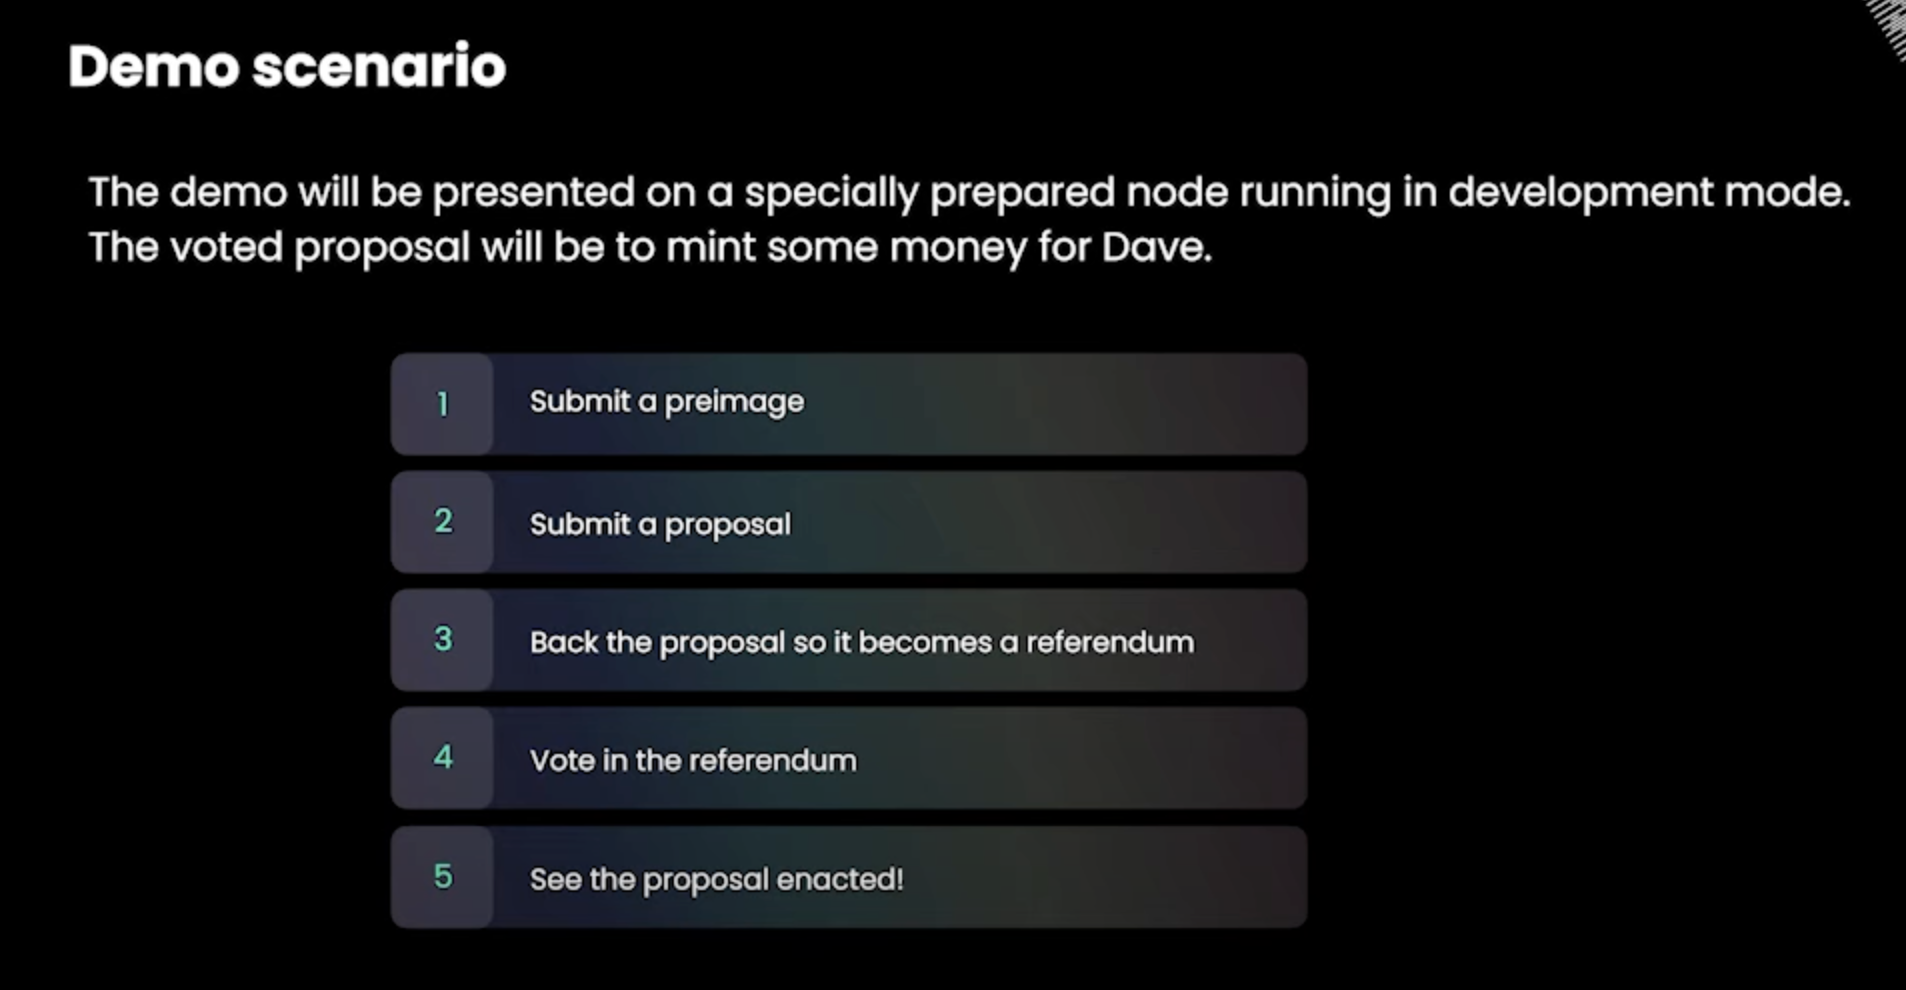 Demo scenario
The demo will be presented on a specially prepared node running in development mode.
The voted proposal will be to mint some money for Dave.
1 Submit a preimage
2 Submit a proposal
3 Back the proposal so it becomes a referendum
4 Vote in the referendum
5 See the proposal enacted!